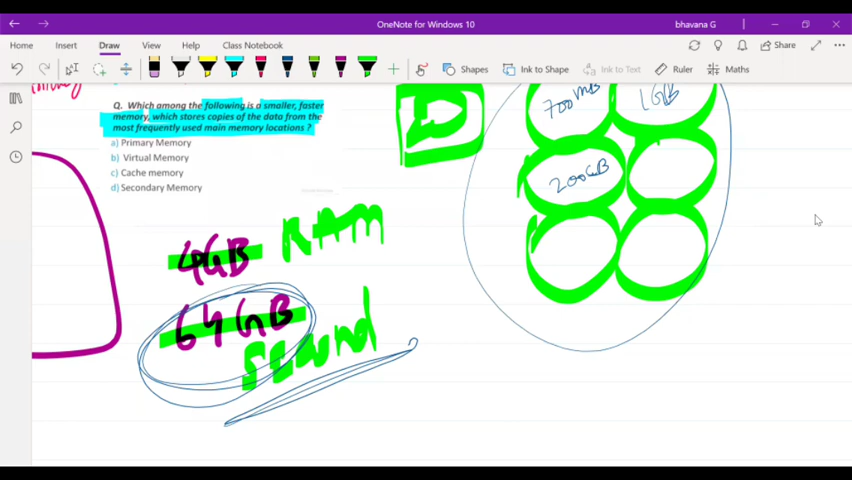 OneNote for Windows 10
bhavana G
Home Insert Draw View Help Class Notebook
Share
Shapes Ink to Shape Ink to Text Ruler Maths
Q. Which among the following is a smaller, faster
memory, which stores copies of the data from the
most frequently used main memory locations ?
a) Primary Memory
b) Virtual Memory
c) Cache memory
d) Secondary Memory
700MB 1GB
200GB
4GB RAM
64GB
Second